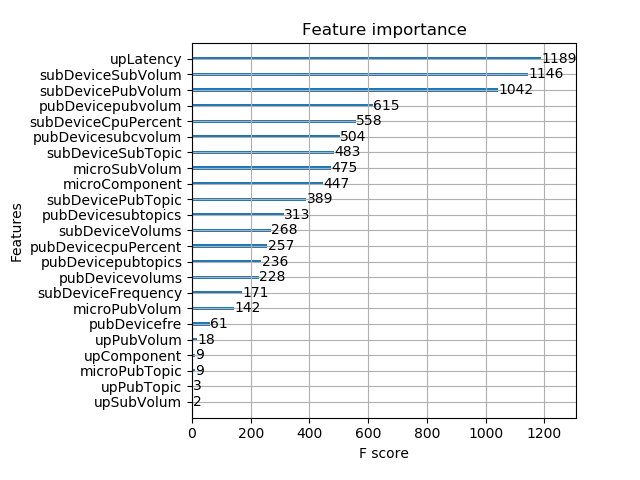 Feature importance
upLatency 1189
subDeviceSubVolum 1146
subDevicePubVolum 1042
pubDevicepubvolum 615
subDeviceCpuPercent 558
pubDevicesubcvolum 504
subDeviceSubTopic 483
microSubVolum 475
microComponent 447
subDevicePubTopic 389
pubDevicesubtopics 313
subDeviceVolums 268
pubDevicecpuPercent 257
pubDevicepubtopics 236
pubDevicevolums 228
subDeviceFrequency 171
microPubVolum 142
pubDevicefre 61
upPubVolum 18
upComponent 9
microPubTopic 9
upPubTopic 3
upSubVolum 2
Features
0 200 400 600 800 1000 1200
F score